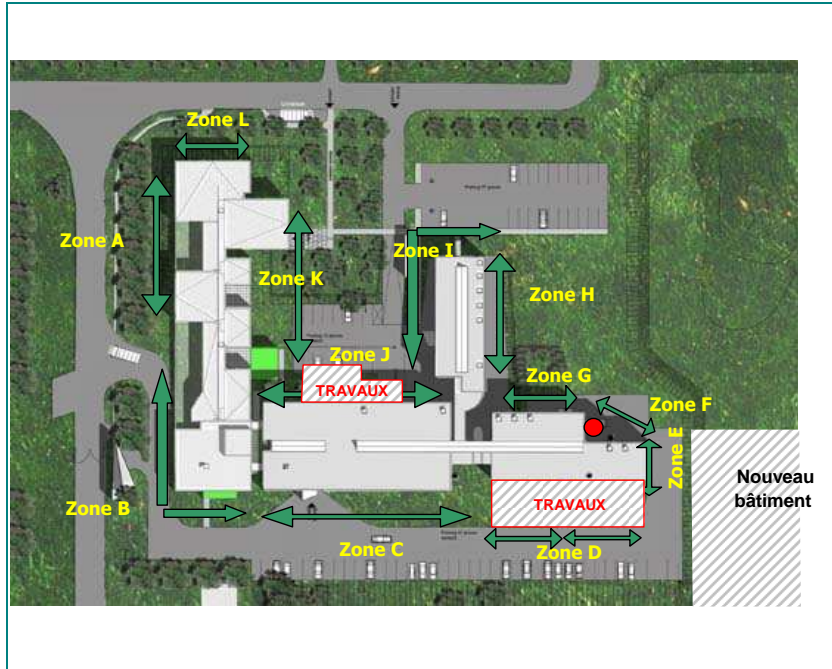 Zone L
Zone A
Zone I
Zone K
Zone H
Zone J
Zone G
TRAVAUX
Zone F
Zone E
Nouveau
bâtiment
Zone B
TRAVAUX
Zone C
Zone D